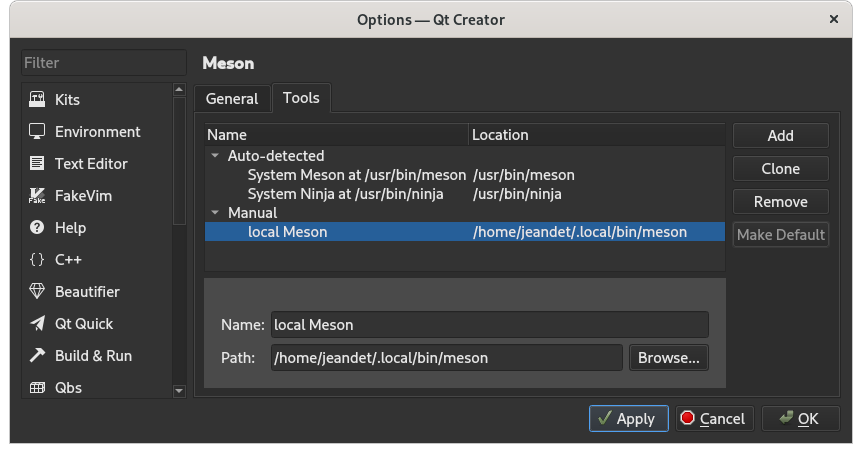 Options — Qt Creator
Filter
Kits
Environment
Text Editor
FakeVim
Help
C++
Beautifier
Qt Quick
Build & Run
Qbs
Meson
General Tools
Name Location
Auto-detected
System Meson at /usr/bin/meson /usr/bin/meson
System Ninja at /usr/bin/ninja /usr/bin/ninja
Manual
local Meson /home/jeandet/.local/bin/meson
Add
Clone
Remove
Make Default
Name: local Meson
Path: /home/jeandet/.local/bin/meson Browse...
Apply Cancel OK